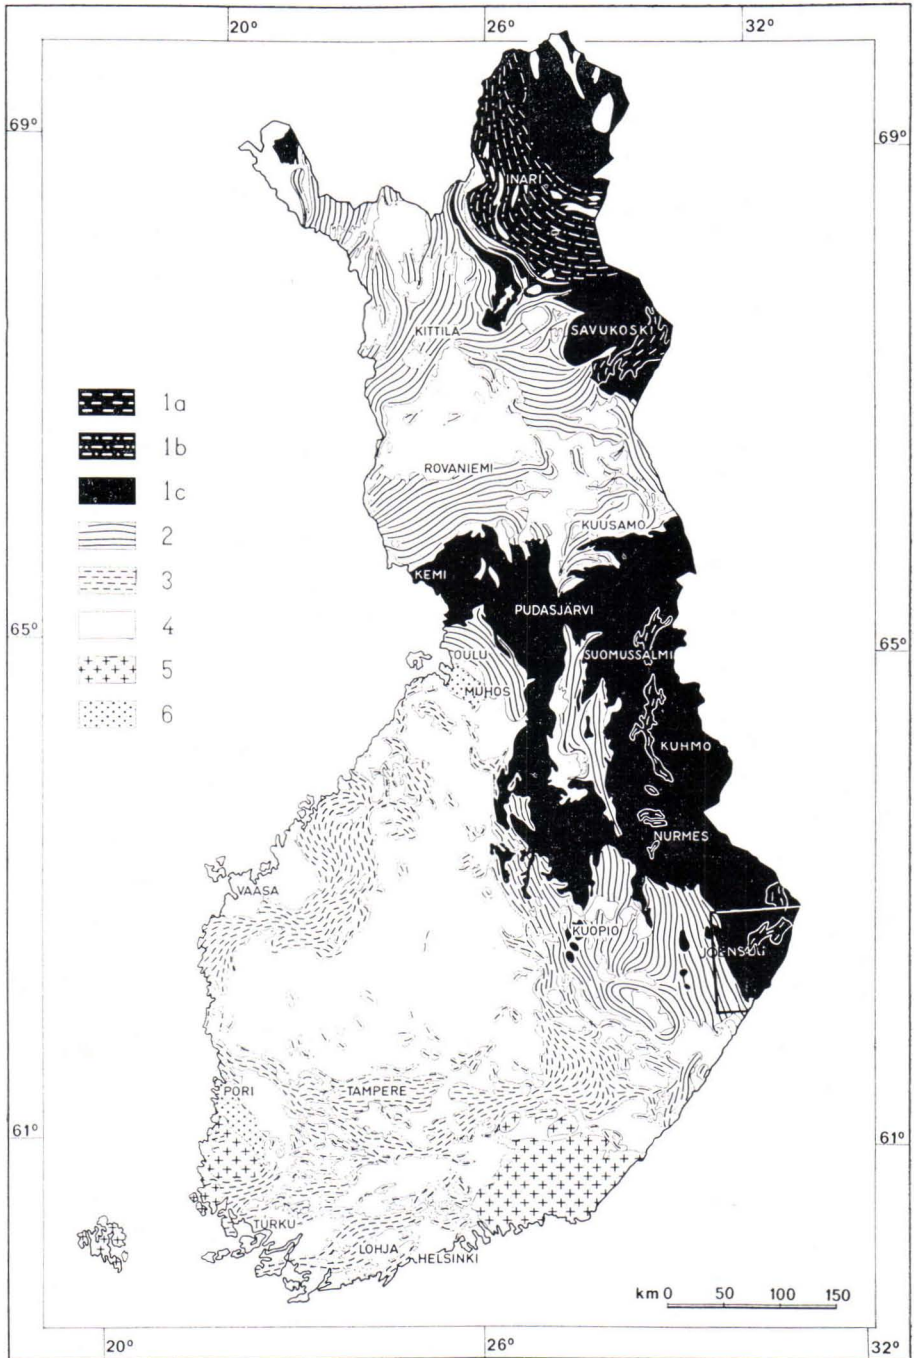 20° 26° 32°
69° 69°
INARI
KITTILA
SAVUKOSKI
1a
1b
1c
2
3
4
5
6
ROVANIEMI
KUUSAMO
KEMI
PUDASJÄRVI
65° 65°
OULU
SUOMUSSALMI
MUHOS
KUHMO
NURMES
VAASA
KUOPIO
JOENSUU
PORI
TAMPERE
61° 61°
TURKU
LOHJA
HELSINKI
km 0 50 100 150
20° 26° 32°